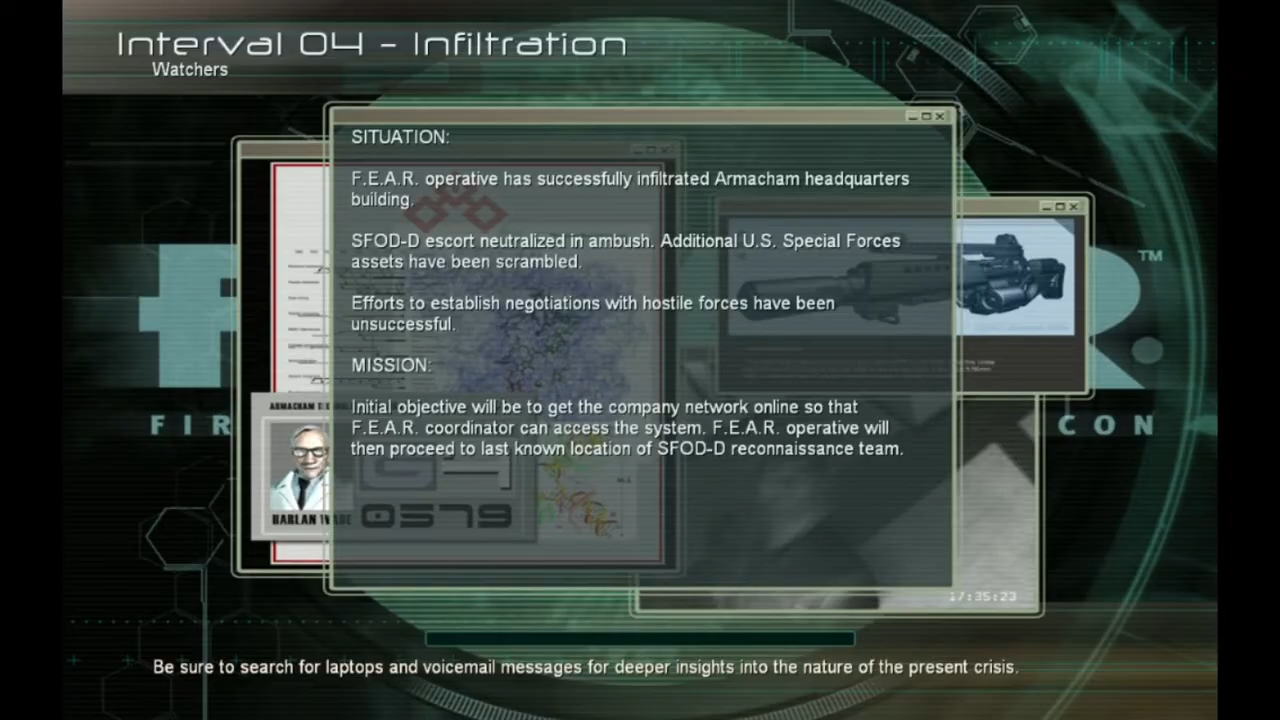 Interval 04 - Infiltration
Watchers
SITUATION:
F.E.A.R. operative has successfully infiltrated Armacham headquarters
building.
SFOD-D escort neutralized in ambush. Additional U.S. Special Forces
assets have been scrambled.
Efforts to establish negotiations with hostile forces have been
unsuccessful.
MISSION:
Initial objective will be to get the company network online so that
F.E.A.R. coordinator can access the system. F.E.A.R. operative will
then proceed to last known location of SFOD-D reconnaissance team.
f R
TM
FIR CON
ARMACHAM
HARLAN WADE
0579
17:35:23
Be sure to search for laptops and voicemail messages for deeper insights into the nature of the present crisis.